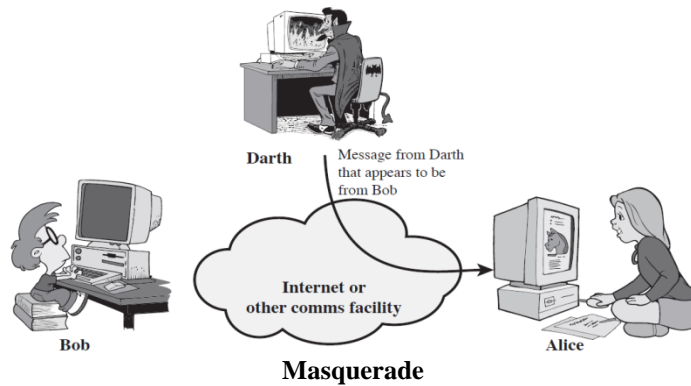 Darth
Message from Darth
that appears to be
from Bob
Internet or
other comms facility
Bob
Alice
Masquerade